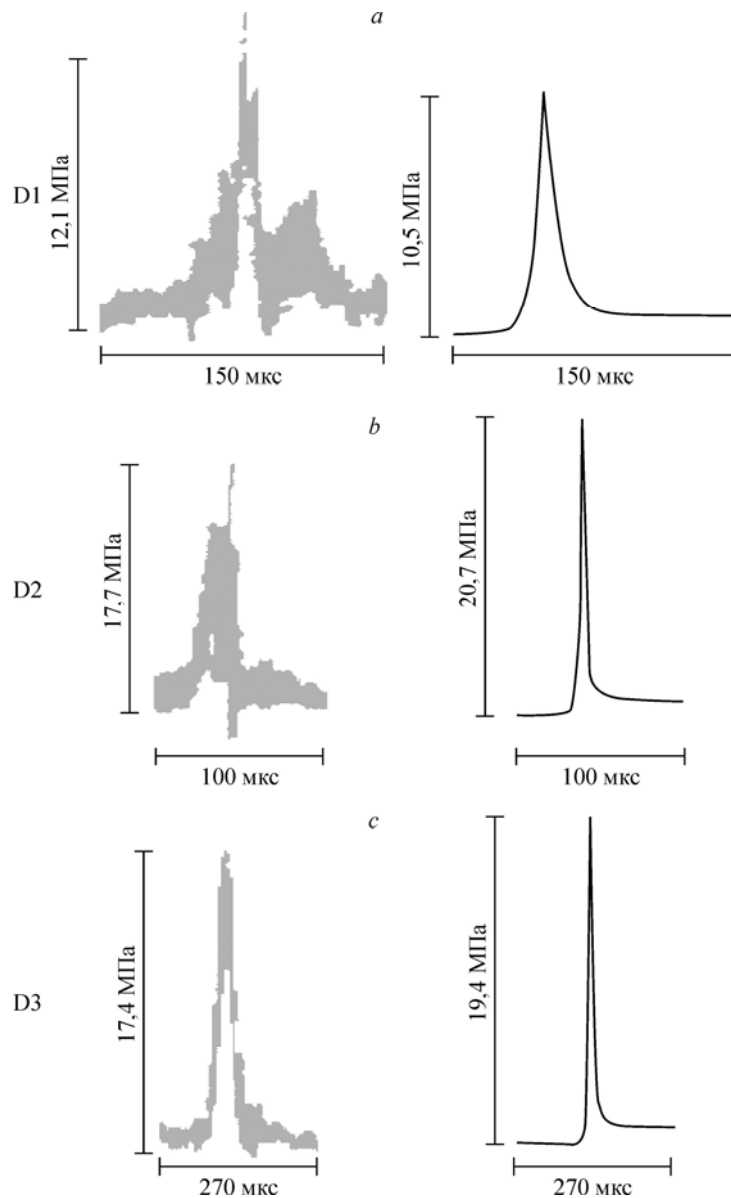 a
D1
12,1 МПа
10,5 МПа
150 мкс
150 мкс
b
D2
17,7 МПа
20,7 МПа
100 мкс
100 мкс
c
D3
17,4 МПа
19,4 МПа
270 мкс
270 мкс